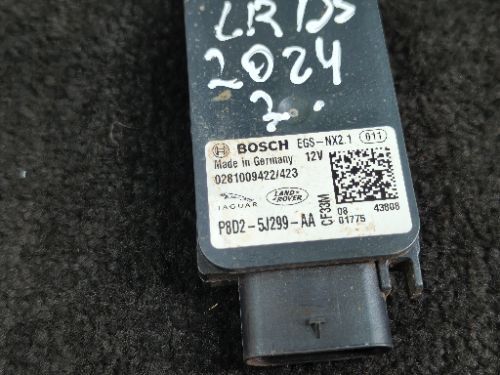 LR DS
2024
2.
BOSCH EGS-NX2.1 011
Made in Germany 12V
0281009422/423
JAGUAR LAND ROVER
P8D2-5J299-AA
CF33M
08 43808
01775